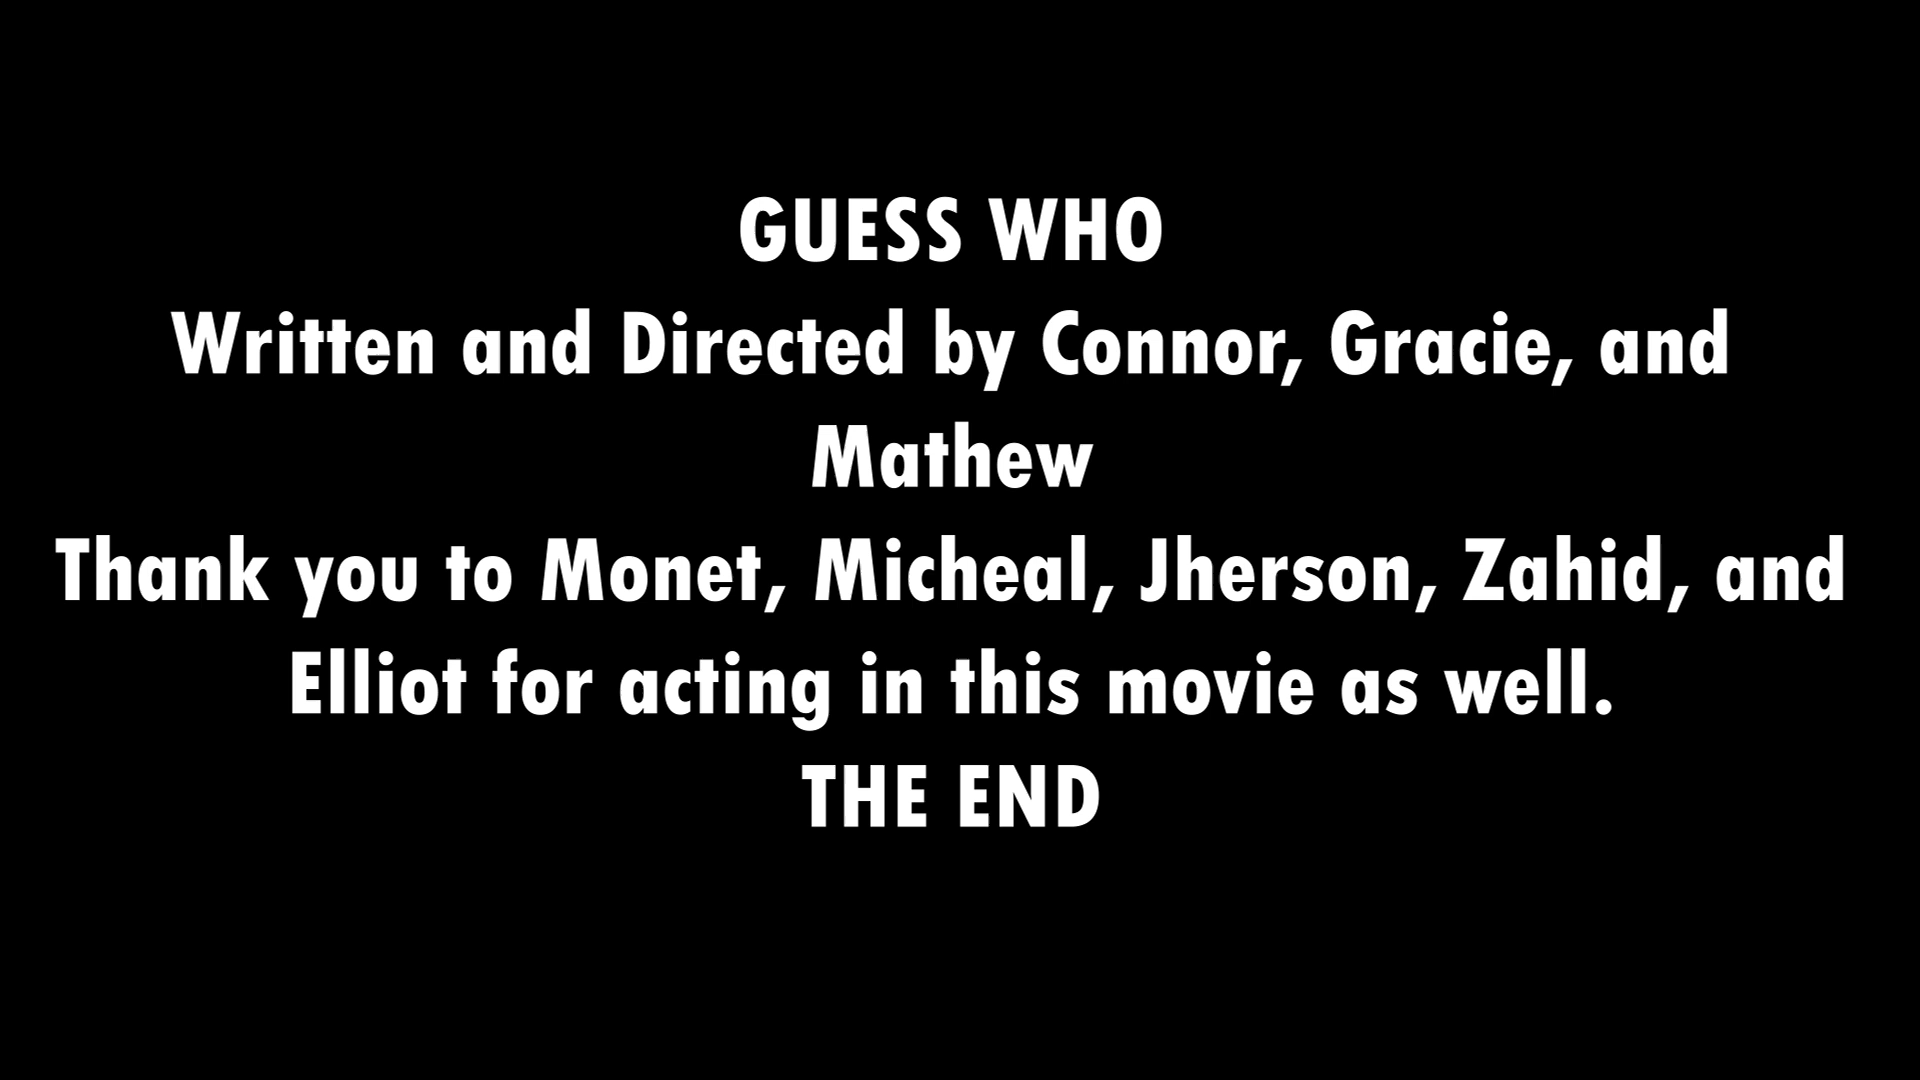 GUESS WHO
Written and Directed by Connor, Gracie, and
Mathew
Thank you to Monet, Micheal, Jherson, Zahid, and
Elliot for acting in this movie as well.
THE END